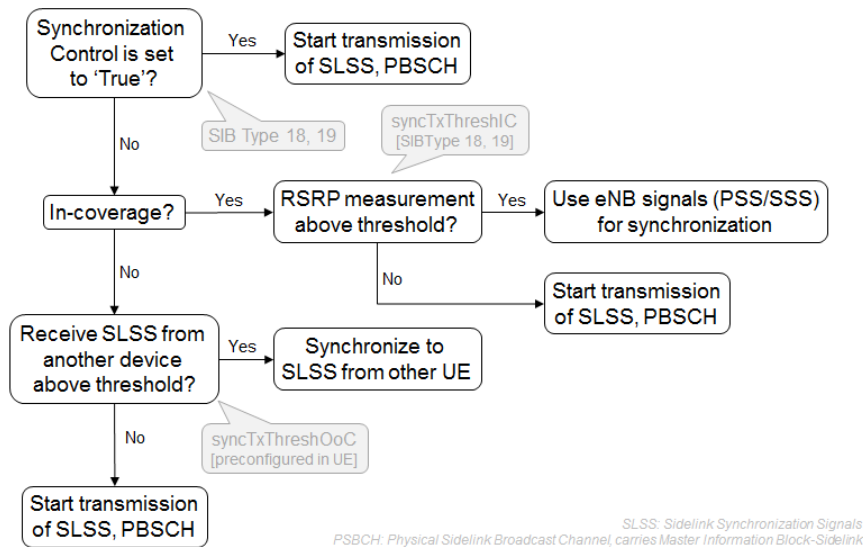 Synchronization
Control is set
to ‘True’?
Yes
Start transmission
of SLSS, PBSCH
SIB Type 18, 19
syncTxThreshIC
[SIBType 18, 19]
No
In-coverage?
Yes
RSRP measurement
above threshold?
Yes
Use eNB signals (PSS/SSS)
for synchronization
No
No
Start transmission
of SLSS, PBSCH
Receive SLSS from
another device
above threshold?
Yes
Synchronize to
SLSS from other UE
No
syncTxThreshOoC
[preconfigured in UE]
Start transmission
of SLSS, PBSCH
SLSS: Sidelink Synchronization Signals
PSBCH: Physical Sidelink Broadcast Channel, carries Master Information Block-Sidelink